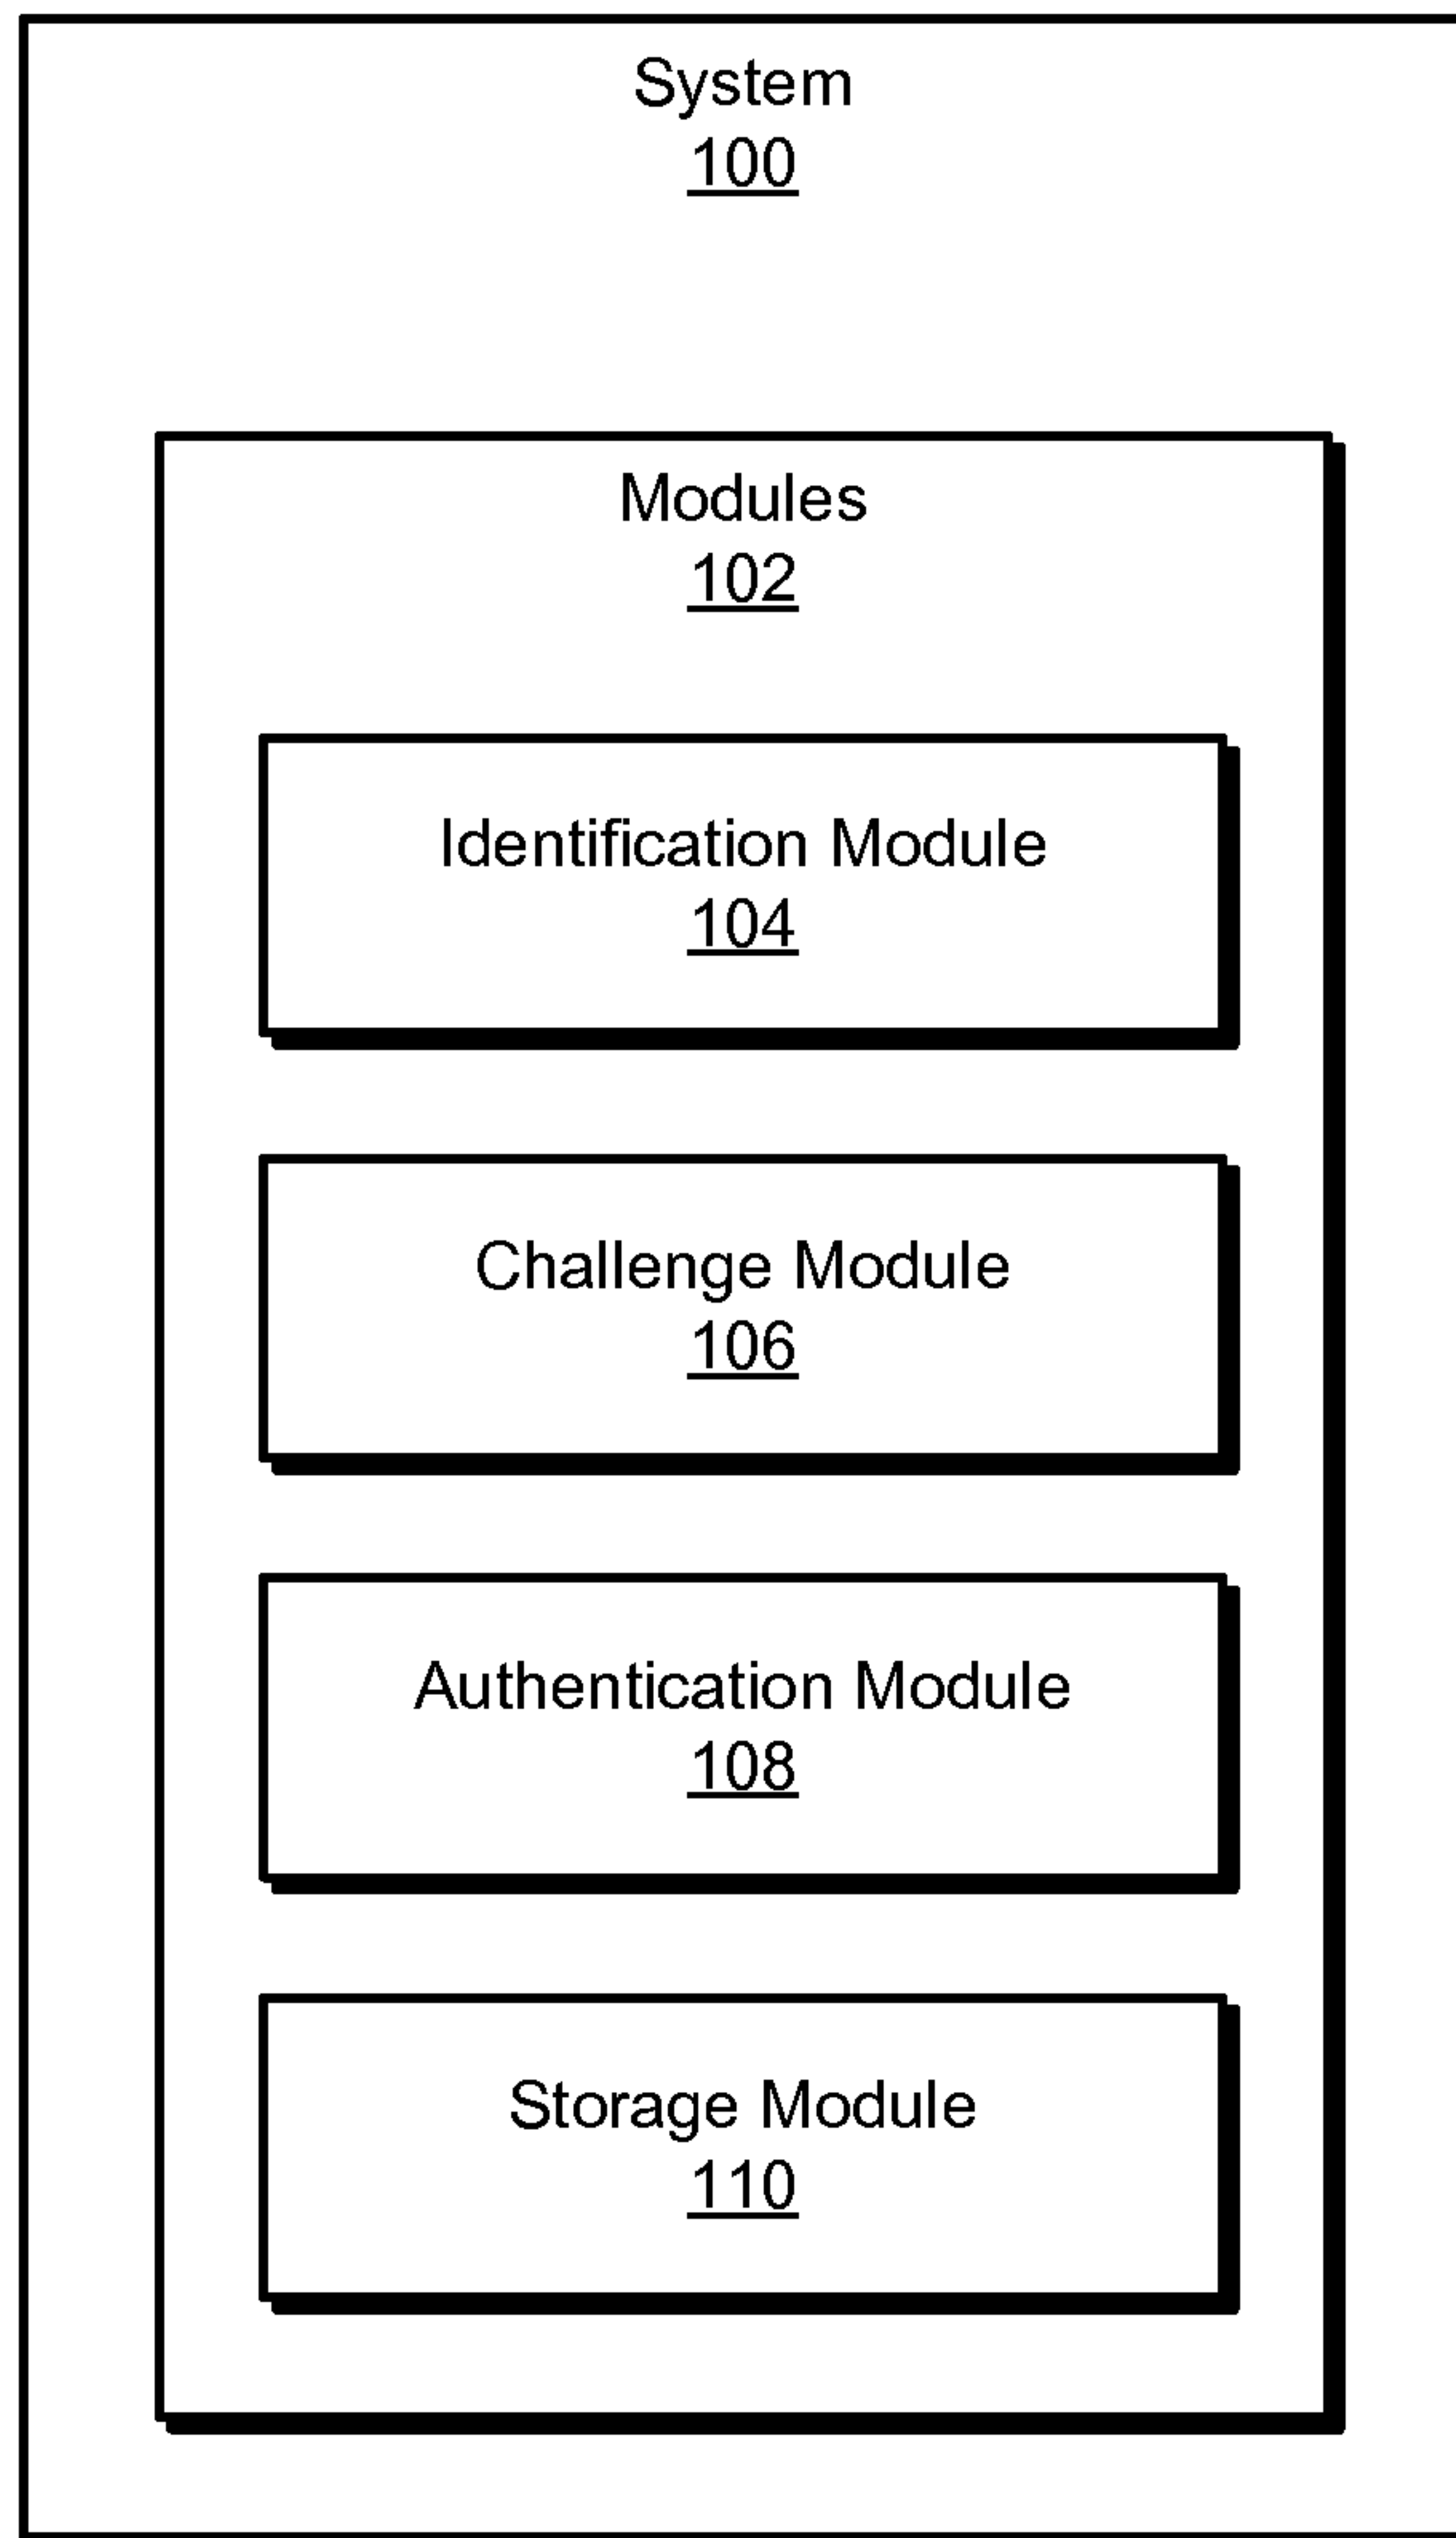 System
100
Modules
102
Identification Module
104
Challenge Module
106
Authentication Module
108
Storage Module
110